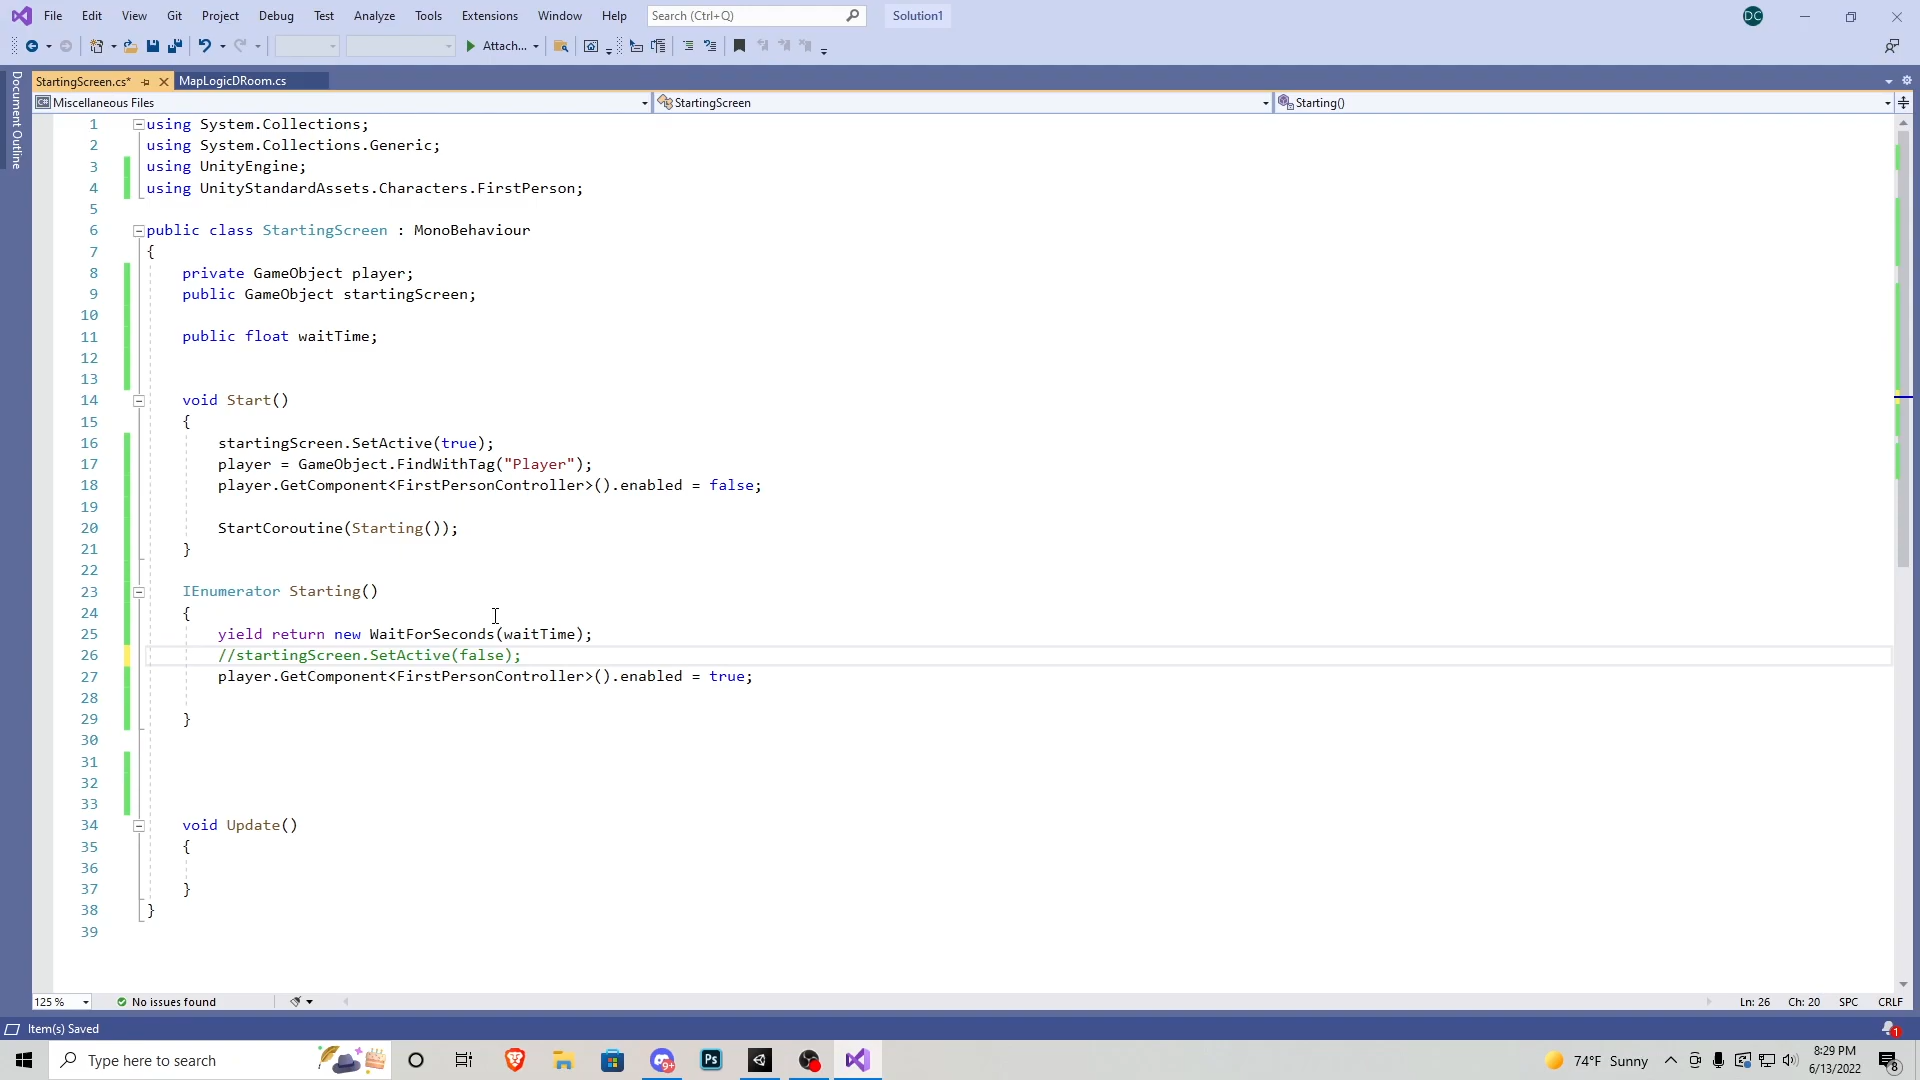 File Edit View Git Project Debug Test Analyze Tools Extensions Window Help Search (Ctrl+Q) Solution1 DC
Attach...
Document Outline
StartingScreen.cs* MapLogicDRoom.cs
C# Miscellaneous Files StartingScreen Starting()
1 using System.Collections;
2 using System.Collections.Generic;
3 using UnityEngine;
4 using UnityStandardAssets.Characters.FirstPerson;
5
6 public class StartingScreen : MonoBehaviour
7 {
8 private GameObject player;
9 public GameObject startingScreen;
10
11 public float waitTime;
12
13
14 void Start()
15 {
16 startingScreen.SetActive(true);
17 player = GameObject.FindWithTag("Player");
18 player.GetComponent<FirstPersonController>().enabled = false;
19
20 StartCoroutine(Starting());
21 }
22
23 IEnumerator Starting()
24 {
25 yield return new WaitForSeconds(waitTime);
26 //startingScreen.SetActive(false);
27 player.GetComponent<FirstPersonController>().enabled = true;
28
29 }
30
31
32
33
34 void Update()
35 {
36
37 }
38 }
39
125 % No issues found Ln: 26 Ch: 20 SPC CRLF
Item(s) Saved 1
Type here to search 9+ Ps 74°F Sunny 8:29 PM 8
6/13/2022